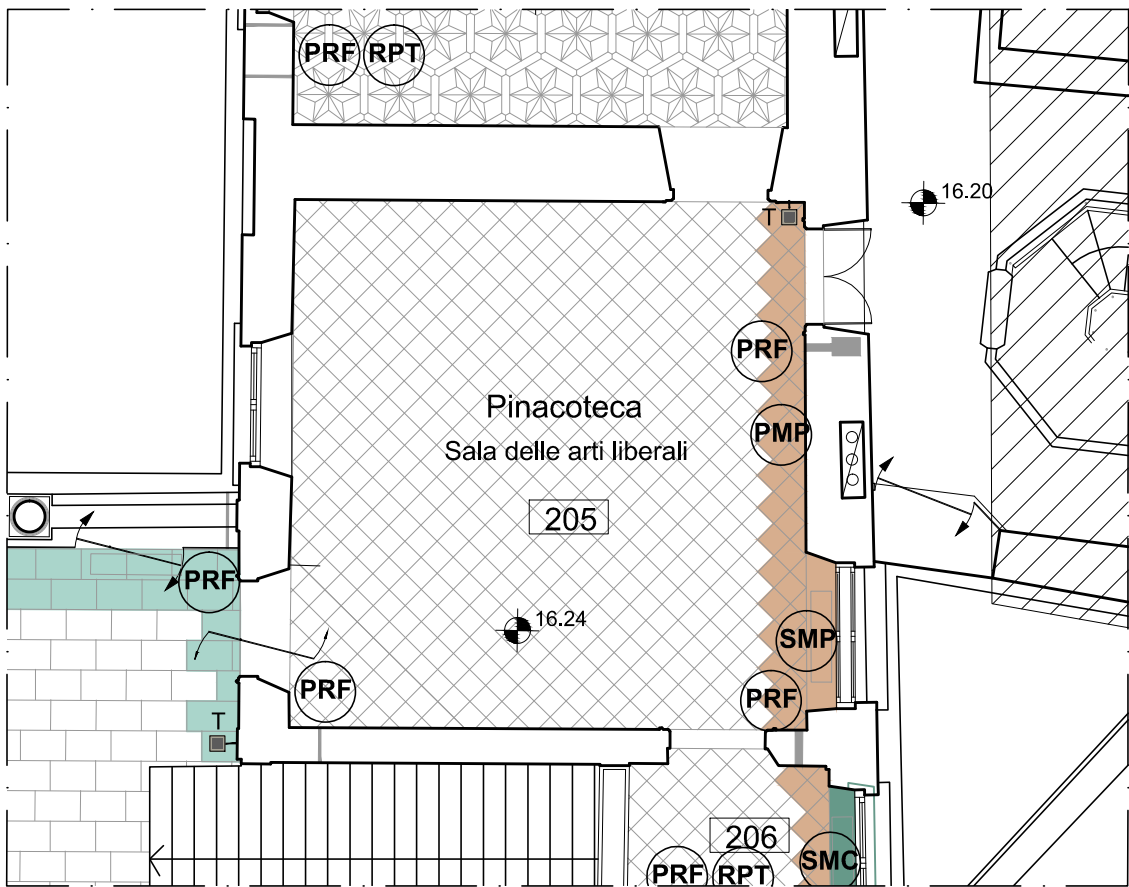 PRF RPT
16.20
T
PRF
Pinacoteca
PMP
Sala delle arti liberali
205
PRF
16.24
SMP
PRF
PRF
T
206
PRF RPT
SMC